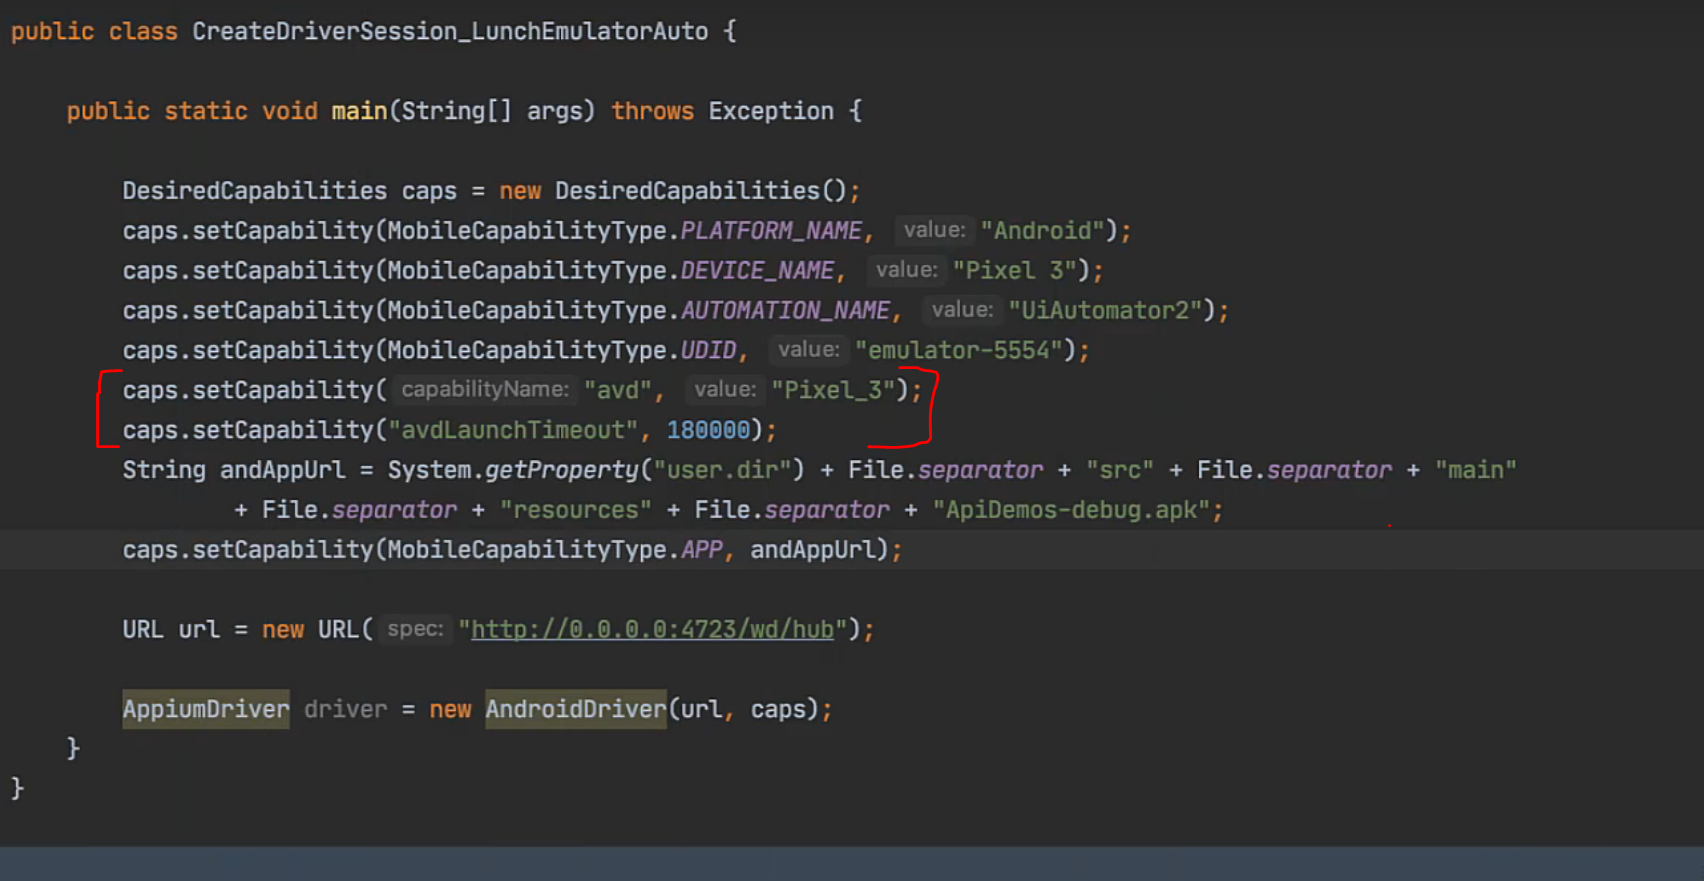 public class CreateDriverSession_LunchEmulatorAuto {
public static void main(String[] args) throws Exception {
DesiredCapabilities caps = new DesiredCapabilities();
caps.setCapability(MobileCapabilityType.PLATFORM_NAME, value: "Android");
caps.setCapability(MobileCapabilityType.DEVICE_NAME, value: "Pixel 3");
caps.setCapability(MobileCapabilityType.AUTOMATION_NAME, value: "UiAutomator2");
caps.setCapability(MobileCapabilityType.UDID, value: "emulator-5554");
caps.setCapability( capabilityName: "avd", value: "Pixel_3");
caps.setCapability("avdLaunchTimeout", 180000);
String andAppUrl = System.getProperty("user.dir") + File.separator + "src" + File.separator + "main"
+ File.separator + "resources" + File.separator + "ApiDemos-debug.apk";
caps.setCapability(MobileCapabilityType.APP, andAppUrl);
URL url = new URL( spec: "http://0.0.0.0:4723/wd/hub");
AppiumDriver driver = new AndroidDriver(url, caps);
}
}